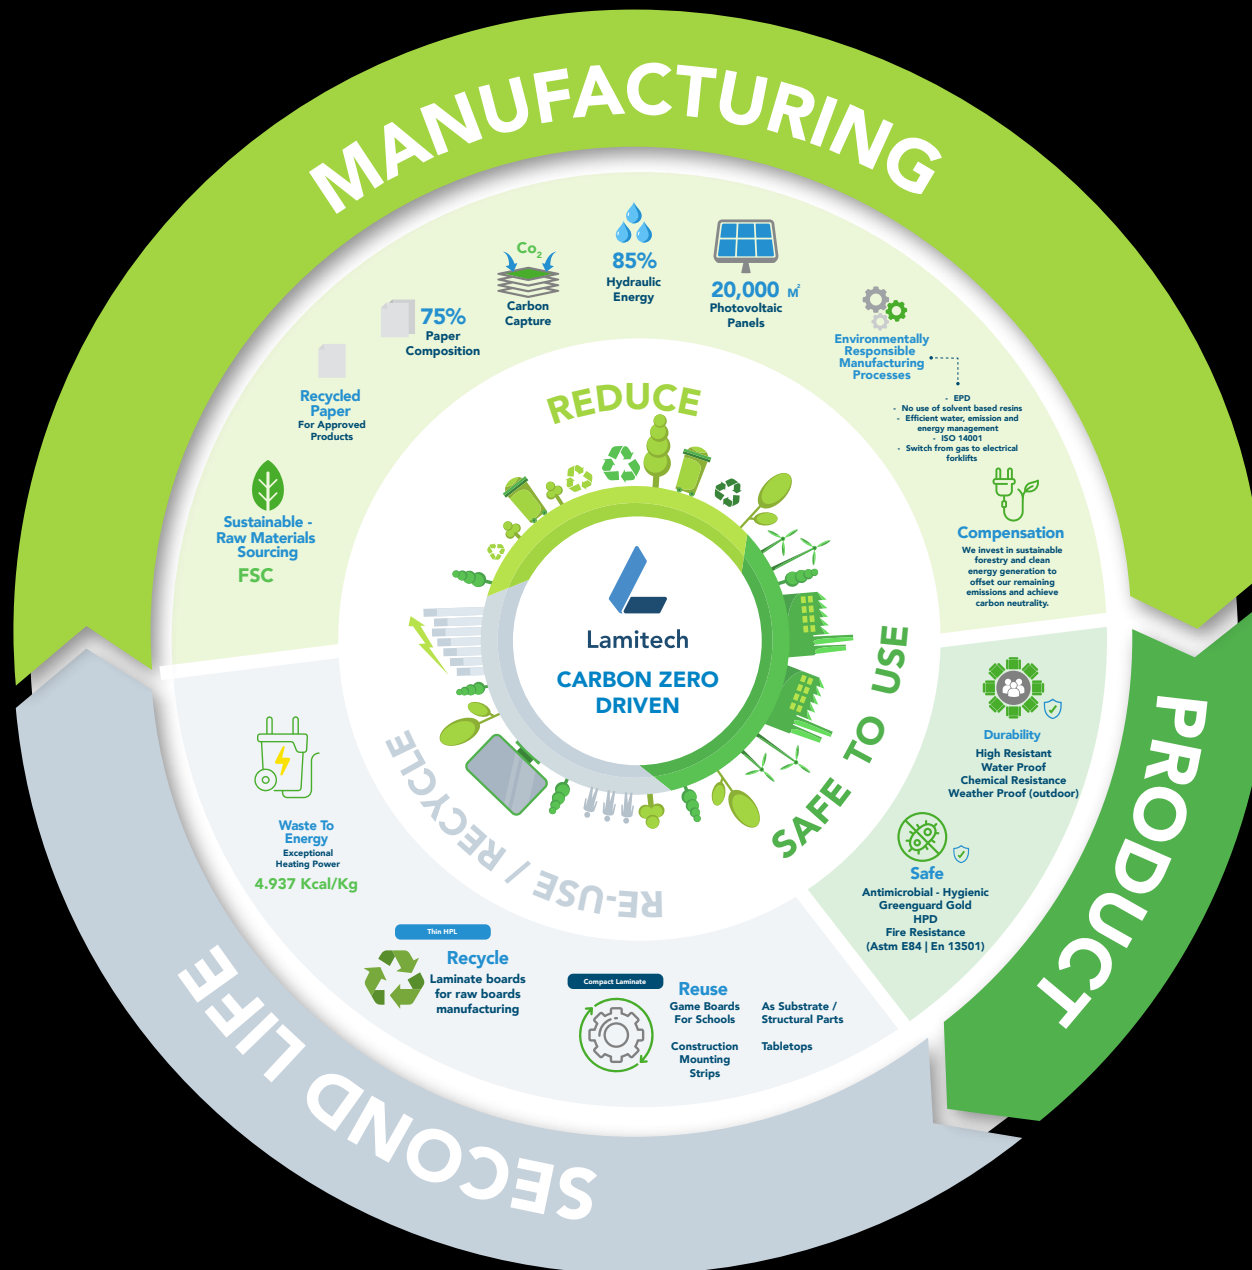 MANUFACTURING
Co2
85%
Hydraulic
Energy
20,000 M²
Photovoltaic
Panels
Carbon
Capture
75%
Paper
Composition
Recycled
Paper
For Approved
Products
Sustainable -
Raw Materials
Sourcing
FSC
Environmentally
Responsible
Manufacturing
Processes
- EPD
- No use of solvent based resins
- Efficient water, emission and
energy management
- ISO 14001
- Switch from gas to electrical
forklifts
Compensation
We invest in sustainable
forestry and clean
energy generation to
offset our remaining
emissions and achieve
carbon neutrality.
REDUCE
Lamitech
CARBON ZERO
DRIVEN
SAFE TO USE
RE-USE / RECYCLE
PRODUCT
Durability
High Resistant
Water Proof
Chemical Resistance
Weather Proof (outdoor)
Safe
Antimicrobial - Hygienic
Greenguard Gold
HPD
Fire Resistance
(Astm E84 | En 13501)
SECOND LIFE
Waste To
Energy
Exceptional
Heating Power
4.937 Kcal/Kg
Thin HPL
Recycle
Laminate boards
for raw boards
manufacturing
Compact Laminate
Reuse
Game Boards
For Schools
Construction
Mounting
Strips
As Substrate /
Structural Parts
Tabletops